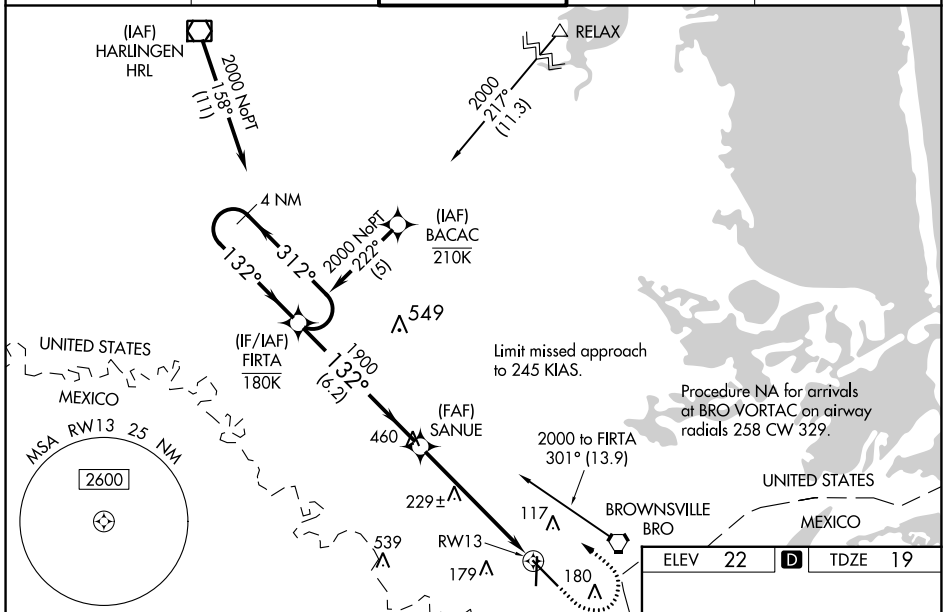 (IAF)
HARLINGEN
HRL
2000 NoPT
158°
(11)
RELAX
2000
217°
(11.3)
4 NM
(IAF)
BACAC
210K
2000 NoPT
222°
(5)
312°
132°
549
(IF/IAF)
FIRTA
180K
1900
132°
(6.2)
Limit missed approach
to 245 KIAS.
UNITED STATES
MEXICO
Procedure NA for arrivals
at BRO VORTAC on airway
radials 258 CW 329.
(FAF)
SANUE
460
MSA RW13 25 NM
2600
2000 to FIRTA
301° (13.9)
UNITED STATES
MEXICO
229±
117
BROWNSVILLE
BRO
539
RW13
179
180
ELEV 22 D TDZE 19